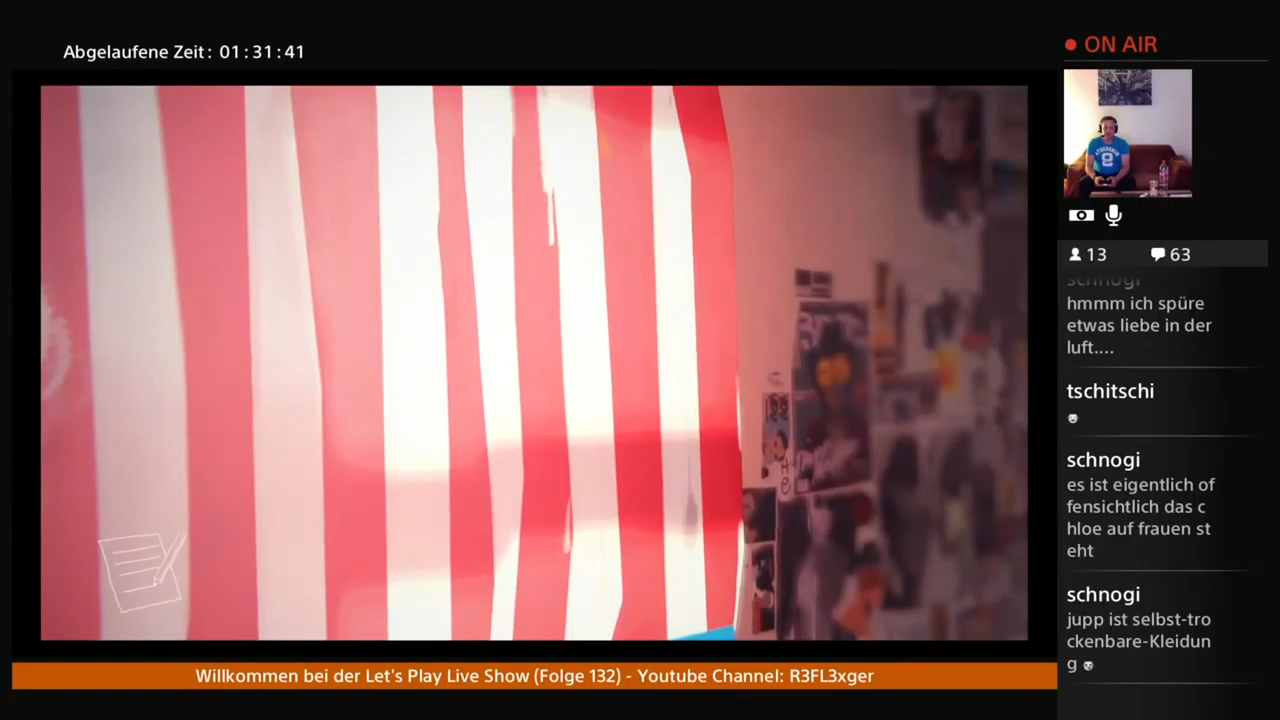 Abgelaufene Zeit: 01:31:41
ON AIR
13
63
schnogi
hmmm ich spüre
etwas liebe in der
luft....
tschitschi
schnogi
es ist eigentlich of
fensichtlich das c
hloe auf frauen st
eht
schnogi
jupp ist selbst-tro
ckenbare-Kleidun
g
Willkommen bei der Let's Play Live Show (Folge 132) - Youtube Channel: R3FL3xger